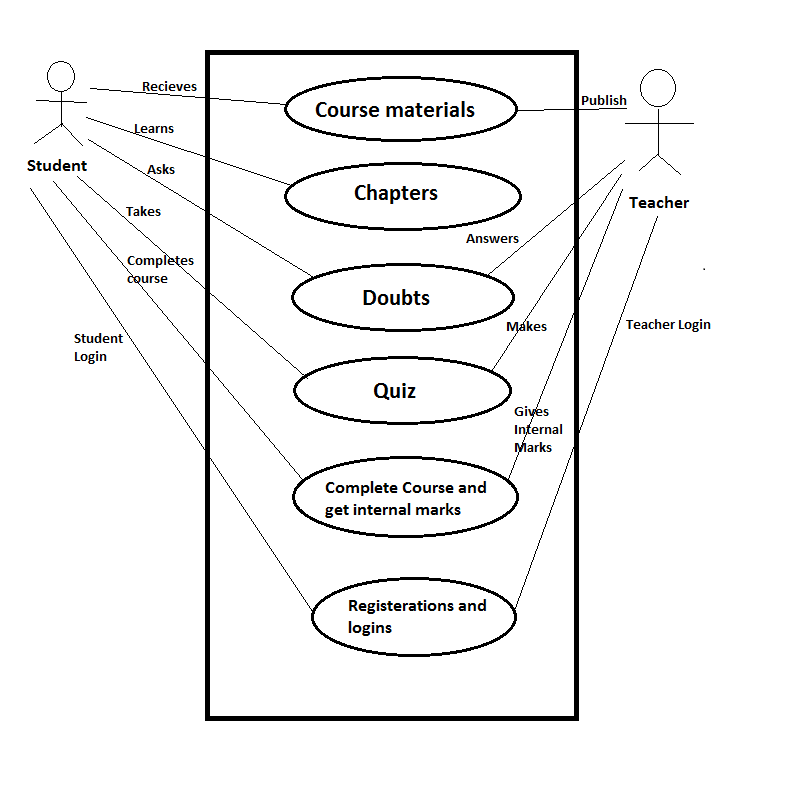 Recieves
Course materials
Publish
Learns
Student
Asks
Chapters
Teacher
Takes
Answers
Completes
course
Doubts
Student
Login
Makes
Teacher Login
Quiz
Gives
Internal
Marks
Complete Course and
get internal marks
Registerations and
logins